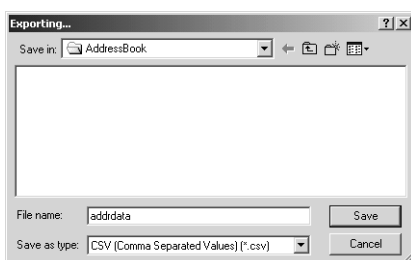 Exporting...
Save in: AddressBook
File name: addrdata Save
Save as type: CSV (Comma Separated Values) (*.csv) Cancel